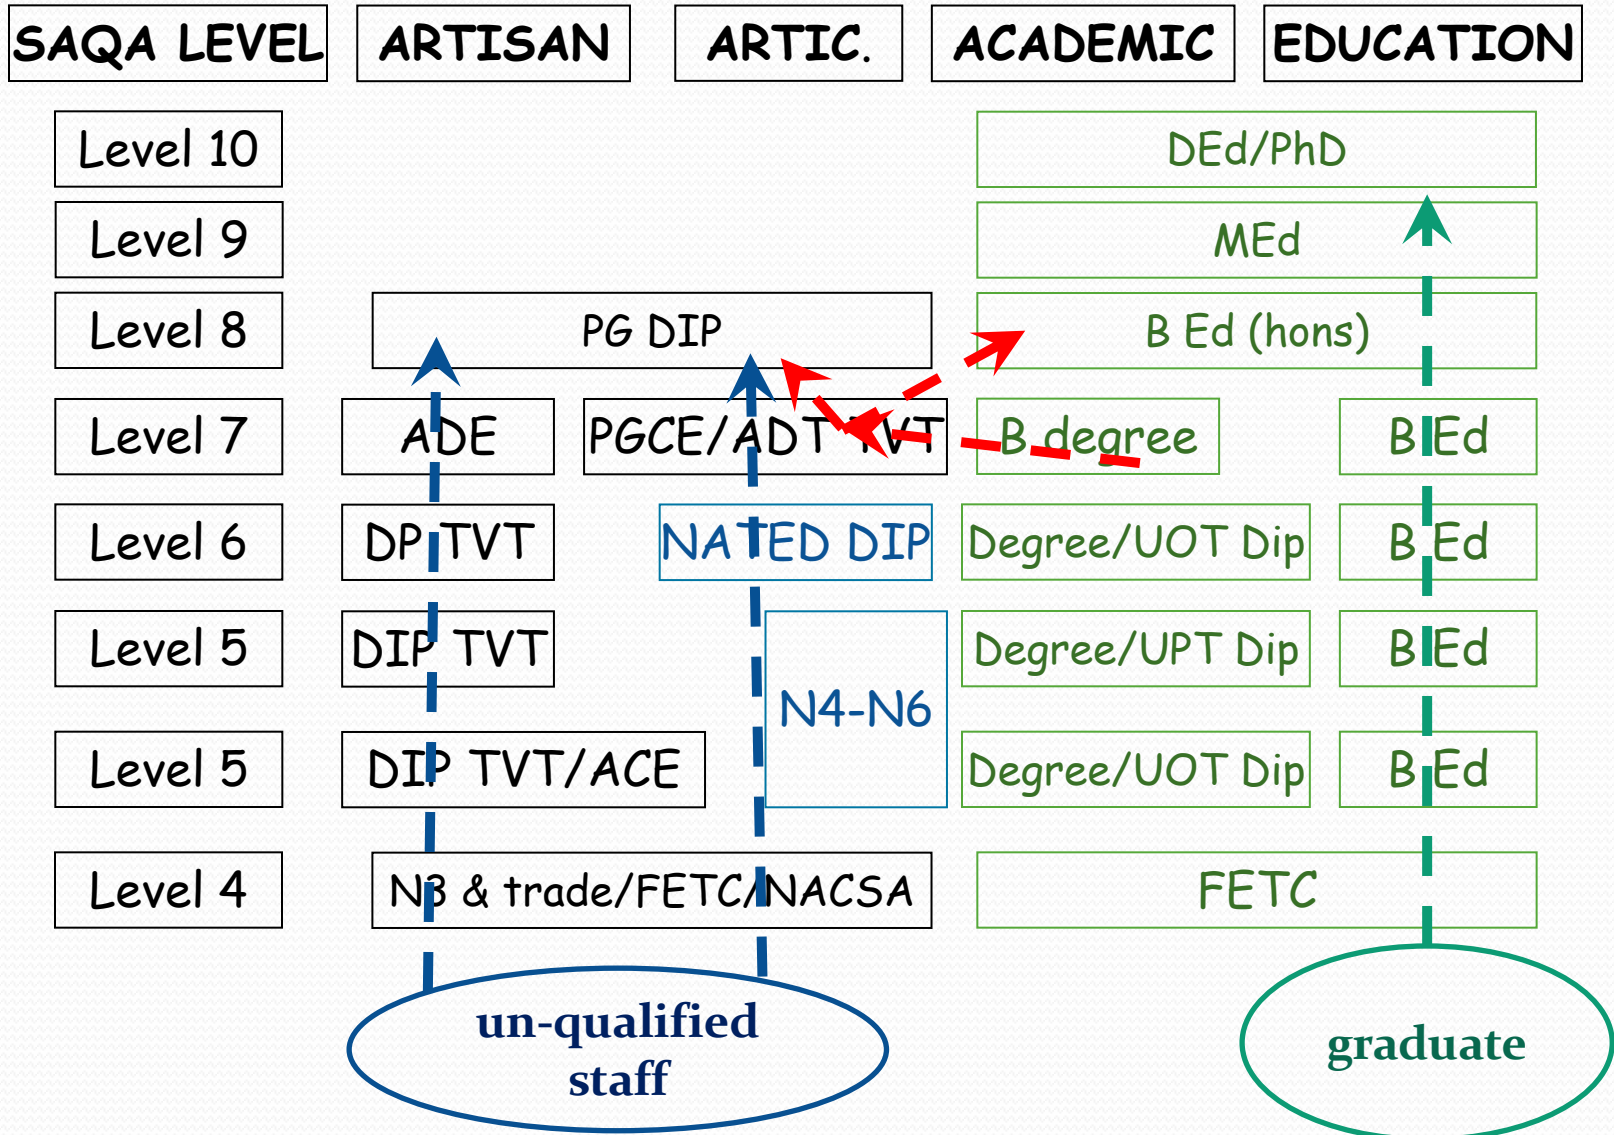 SAQA LEVEL ARTISAN ARTIC. ACADEMIC EDUCATION
Level 10 DEd/PhD
Level 9 MEd
Level 8 PG DIP B Ed (hons)
Level 7 ADE PGCE/ADT TVT B degree B Ed
Level 6 DP TVT NATED DIP Degree/UOT Dip B Ed
Level 5 DIP TVT Degree/UPT Dip B Ed
N4-N6
Level 5 DIP TVT/ACE Degree/UOT Dip B Ed
Level 4 N3 & trade/FETC/NACSA FETC
un-qualified
staff
graduate